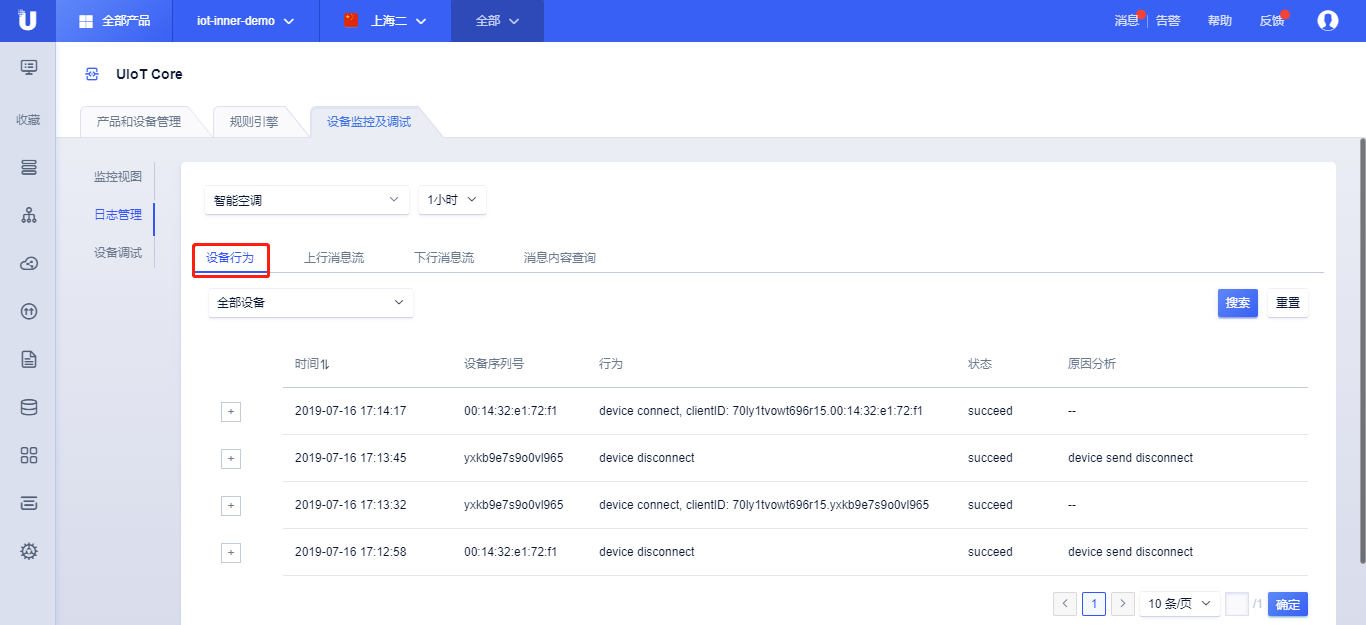 全部产品 iot-inner-demo 上海二 全部 消息 告警 帮助 反馈
UIoT Core
收藏
产品和设备管理 规则引擎 设备监控及调试
监控视图
日志管理
设备调试
智能空调 1小时
设备行为 上行消息流 下行消息流 消息内容查询
全部设备 搜索 重置
时间 设备序列号 行为 状态 原因分析
+ 2019-07-16 17:14:17 00:14:32:e1:72:f1 device connect, clientID: 70ly1tvowt696r15.00:14:32:e1:72:f1 succeed --
+ 2019-07-16 17:13:45 yxkb9e7s9o0vl965 device disconnect succeed device send disconnect
+ 2019-07-16 17:13:32 yxkb9e7s9o0vl965 device connect, clientID: 70ly1tvowt696r15.yxkb9e7s9o0vl965 succeed --
+ 2019-07-16 17:12:58 00:14:32:e1:72:f1 device disconnect succeed device send disconnect
< 1 > 10 条/页 /1 确定